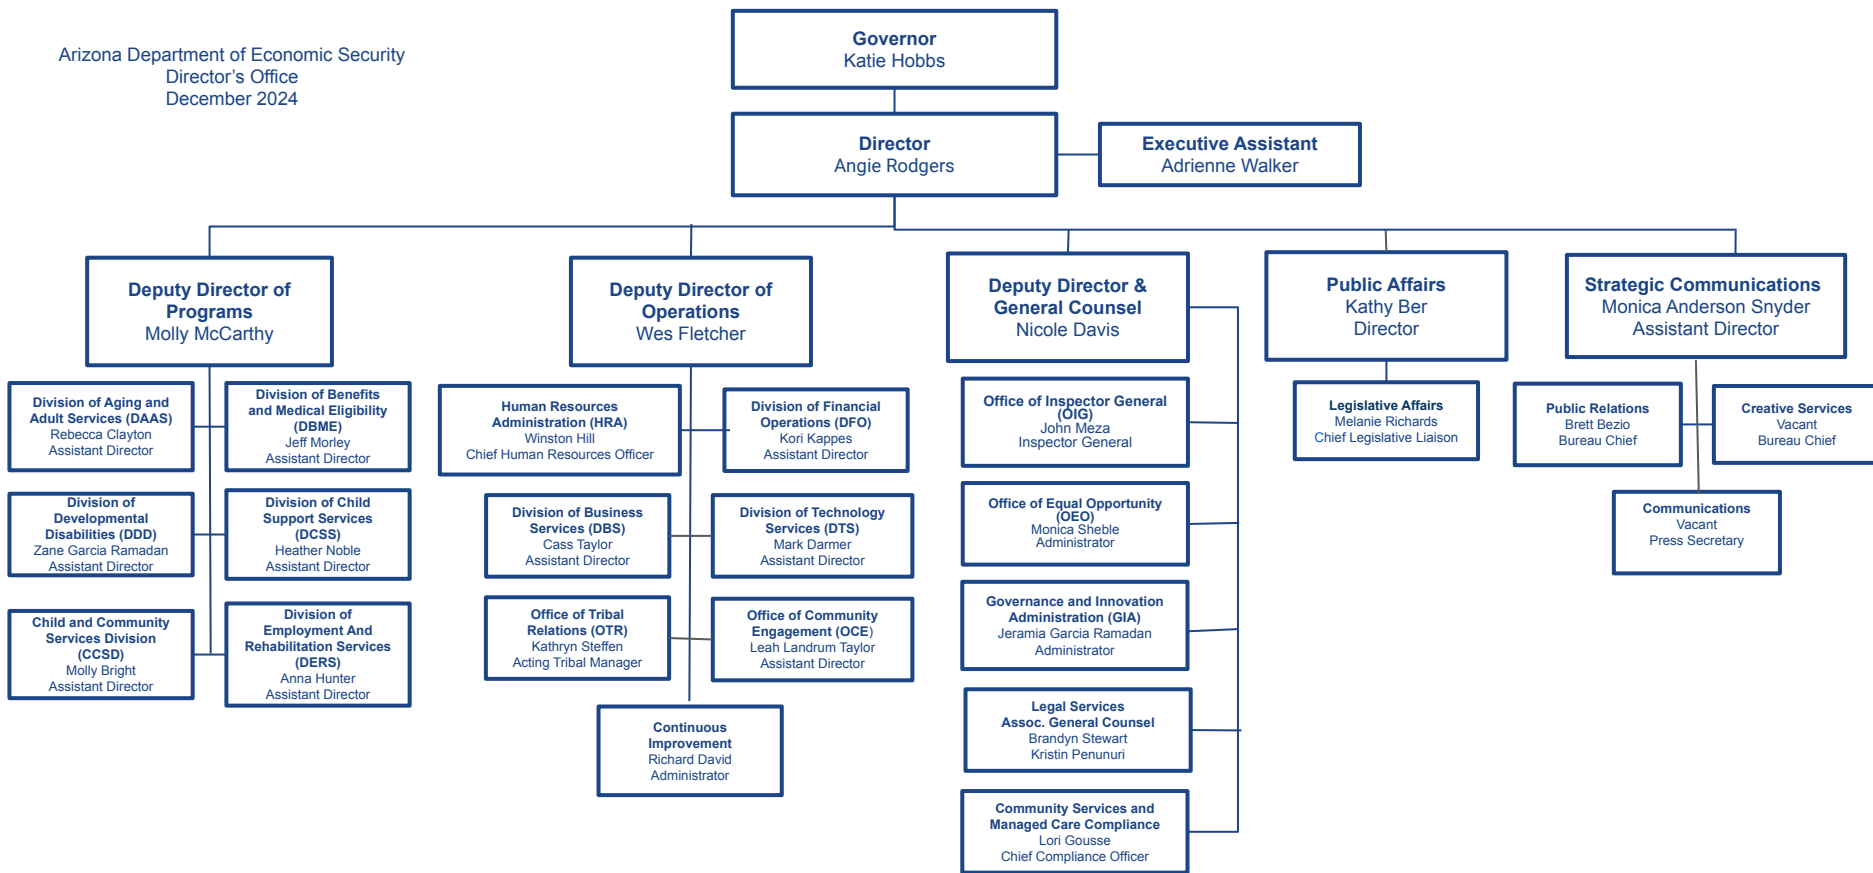 Arizona Department of Economic Security
Director's Office
December 2024
Governor
Katie Hobbs
Director
Angie Rodgers
Executive Assistant
Adrienne Walker
Deputy Director of
Programs
Molly McCarthy
Deputy Director of
Operations
Wes Fletcher
Deputy Director &
General Counsel
Nicole Davis
Public Affairs
Kathy Ber
Director
Strategic Communications
Monica Anderson Snyder
Assistant Director
Division of Aging and
Adult Services (DAAS)
Rebecca Clayton
Assistant Director
Division of Benefits
and Medical Eligibility
(DBME)
Jeff Morley
Assistant Director
Division of
Developmental
Disabilities (DDD)
Zane Garcia Ramadan
Assistant Director
Division of Child
Support Services
(DCSS)
Heather Noble
Assistant Director
Child and Community
Services Division
(CCSD)
Molly Bright
Assistant Director
Division of
Employment And
Rehabilitation Services
(DERS)
Anna Hunter
Assistant Director
Human Resources
Administration (HRA)
Winston Hill
Chief Human Resources Officer
Division of Financial
Operations (DFO)
Kori Kappes
Assistant Director
Division of Business
Services (DBS)
Cass Taylor
Assistant Director
Division of Technology
Services (DTS)
Mark Darmer
Assistant Director
Office of Tribal
Relations (OTR)
Kathryn Steffen
Acting Tribal Manager
Office of Community
Engagement (OCE)
Leah Landrum Taylor
Assistant Director
Continuous
Improvement
Richard David
Administrator
Office of Inspector General
(OIG)
John Meza
Inspector General
Office of Equal Opportunity
(OEO)
Monica Sheble
Administrator
Governance and Innovation
Administration (GIA)
Jeramia Garcia Ramadan
Administrator
Legal Services
Assoc. General Counsel
Brandyn Stewart
Kristin Penunuri
Community Services and
Managed Care Compliance
Lori Gousse
Chief Compliance Officer
Legislative Affairs
Melanie Richards
Chief Legislative Liaison
Public Relations
Brett Bezio
Bureau Chief
Creative Services
Vacant
Bureau Chief
Communications
Vacant
Press Secretary